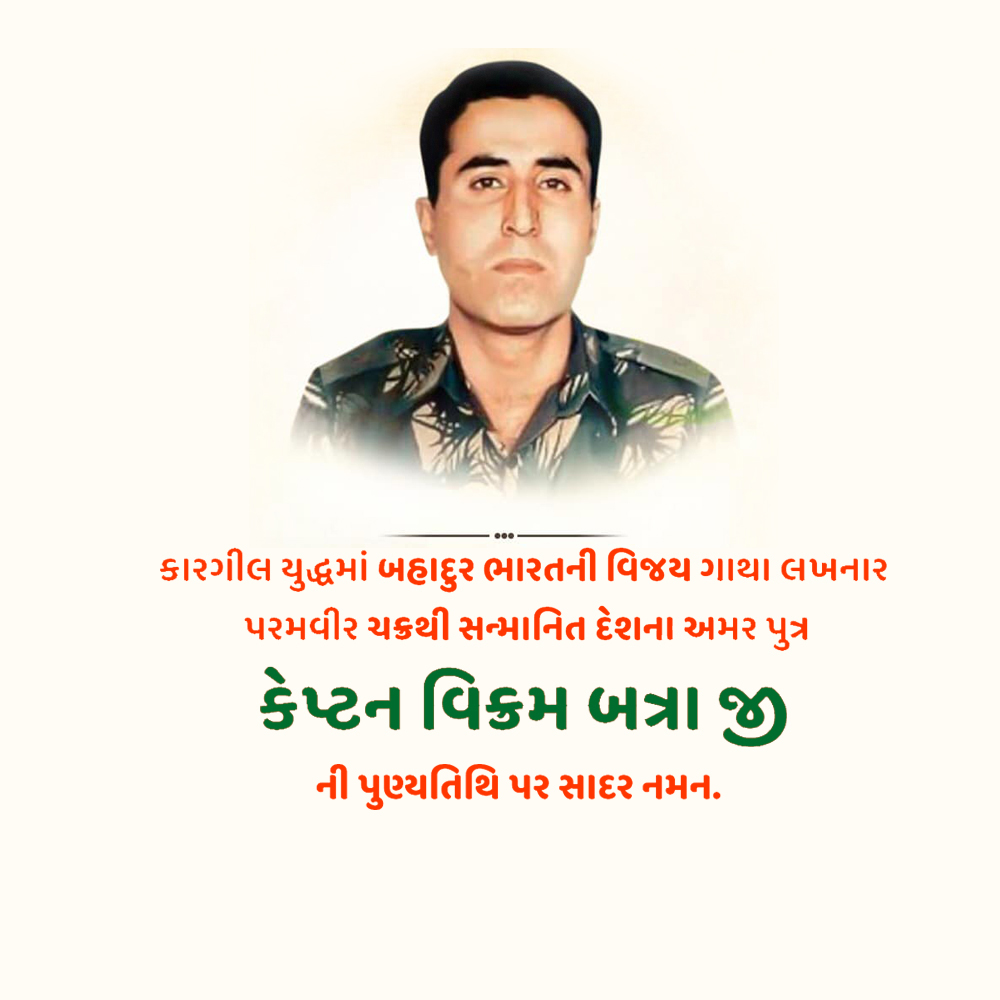 કારગીલ યુદ્ધમાં બહાદુર ભારતની વિજય ગાથા લખનાર
પરમવીર ચક્રથી સન્માનિત દેશના અમર પુત્ર
કેપ્ટન વિક્રમ બત્રા જી
ની પુણ્યતિથિ પર સાદર નમન.